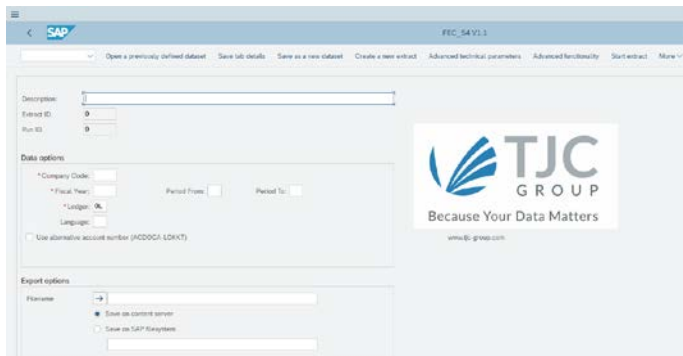 SAP FEC_S4 V1.1
Open a previously defined dataset Save tab details Save as a new dataset Create a new extract Advanced technical parameters Advanced functionality Start extract More
Description:
Extract ID: 0
Run ID: 0
Data options
*Company Code:
*Fiscal Year: Period From: Period To:
*Ledger: 0L
Language:
Use alternative account number (ACDOCA-LOKKT)
TJC
GROUP
Because Your Data Matters
www.tjc-group.com
Export options
Filename
Save on content server
Save on SAP filesystem